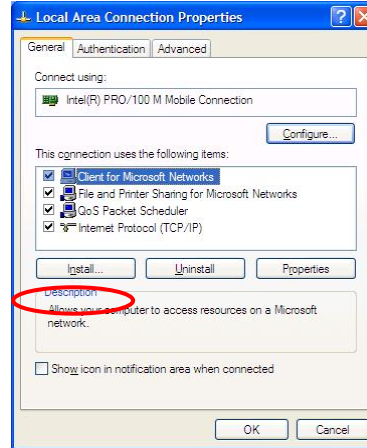 Local Area Connection Properties
General Authentication Advanced
Connect using:
Intel(R) PRO/100 M Mobile Connection
Configure...
This connection uses the following items:
Client for Microsoft Networks
File and Printer Sharing for Microsoft Networks
QoS Packet Scheduler
Internet Protocol (TCP/IP)
Install... Uninstall Properties
Description
Allows your computer to access resources on a Microsoft
network.
Show icon in notification area when connected
OK Cancel